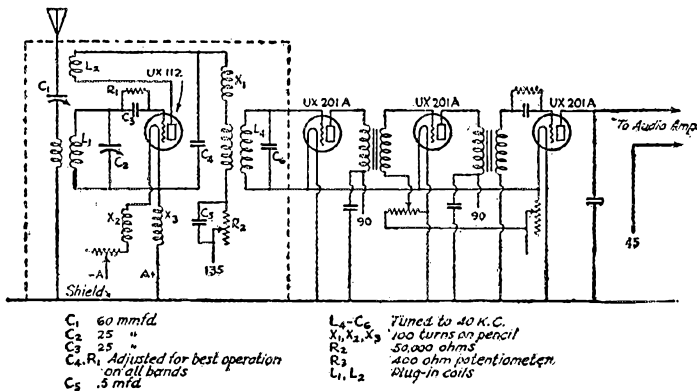 UX 112
L2
X1
R1
C1
C3
UX 201A
UX 201A
UX 201A
L1
C2
C4
L4
C6
To Audio Amp.
X2
X3
C5
R2
90
90
45
-A
A+
135
Shield
C1 60 mmfd.
C2 25 "
C3 25 "
C4, R1 Adjusted for best operation
on all bands
C5 .5 mfd
L4-C6 Tuned to 40 K.C.
X1, X2, X3 100 turns on pencil
R2 50,000 ohms
R3 400 ohm potentiometer
L1, L2 Plug-in coils